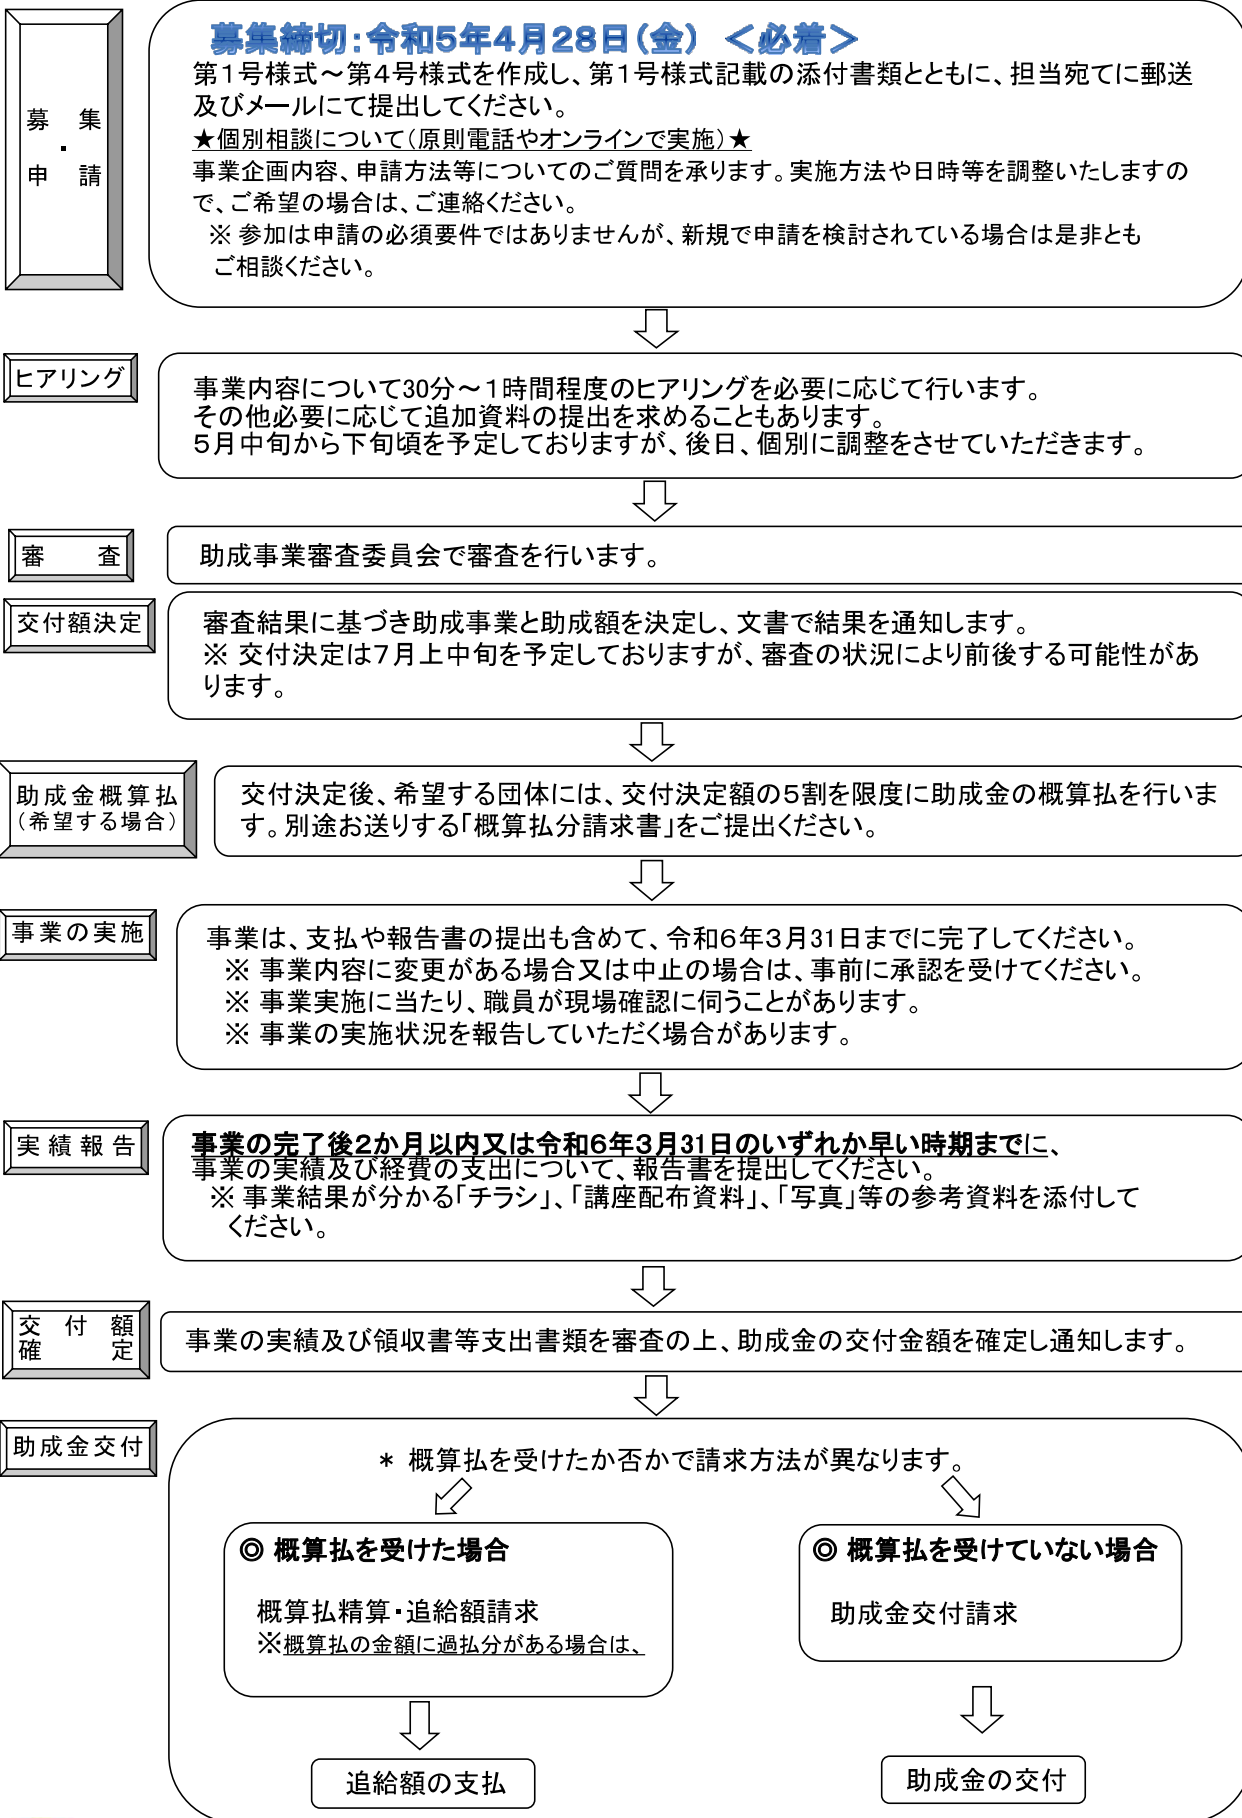 募集
・
申請
募集締切：令和5年4月28日（金） ＜必着＞
第1号様式～第4号様式を作成し、第1号様式記載の添付書類とともに、担当宛てに郵送
及びメールにて提出してください。
★個別相談について（原則電話やオンラインで実施）★
事業企画内容、申請方法等についてのご質問を承ります。実施方法や日時等を調整いたしますの
で、ご希望の場合は、ご連絡ください。
※ 参加は申請の必須要件ではありませんが、新規で申請を検討されている場合は是非とも
ご相談ください。
ヒアリング
事業内容について30分～1時間程度のヒアリングを必要に応じて行います。
その他必要に応じて追加資料の提出を求めることもあります。
5月中旬から下旬頃を予定しておりますが、後日、個別に調整をさせていただきます。
審 査
助成事業審査委員会で審査を行います。
交付額決定
審査結果に基づき助成事業と助成額を決定し、文書で結果を通知します。
※ 交付決定は7月上中旬を予定しておりますが、審査の状況により前後する可能性があ
ります。
助成金概算払
（希望する場合）
交付決定後、希望する団体には、交付決定額の5割を限度に助成金の概算払を行いま
す。別途お送りする「概算払分請求書」をご提出ください。
事業の実施
事業は、支払や報告書の提出も含めて、令和6年3月31日までに完了してください。
※ 事業内容に変更がある場合又は中止の場合は、事前に承認を受けてください。
※ 事業実施に当たり、職員が現場確認に伺うことがあります。
※ 事業の実施状況を報告していただく場合があります。
実績報告
事業の完了後2か月以内又は令和6年3月31日のいずれか早い時期までに、
事業の実績及び経費の支出について、報告書を提出してください。
※ 事業結果が分かる「チラシ」、「講座配布資料」、「写真」等の参考資料を添付して
ください。
交 付 額
確 定
事業の実績及び領収書等支出書類を審査の上、助成金の交付金額を確定し通知します。
助成金交付
＊ 概算払を受けたか否かで請求方法が異なります。
◎ 概算払を受けた場合
概算払精算・追給額請求
※概算払の金額に過払分がある場合は、
追給額の支払
◎ 概算払を受けていない場合
助成金交付請求
助成金の交付